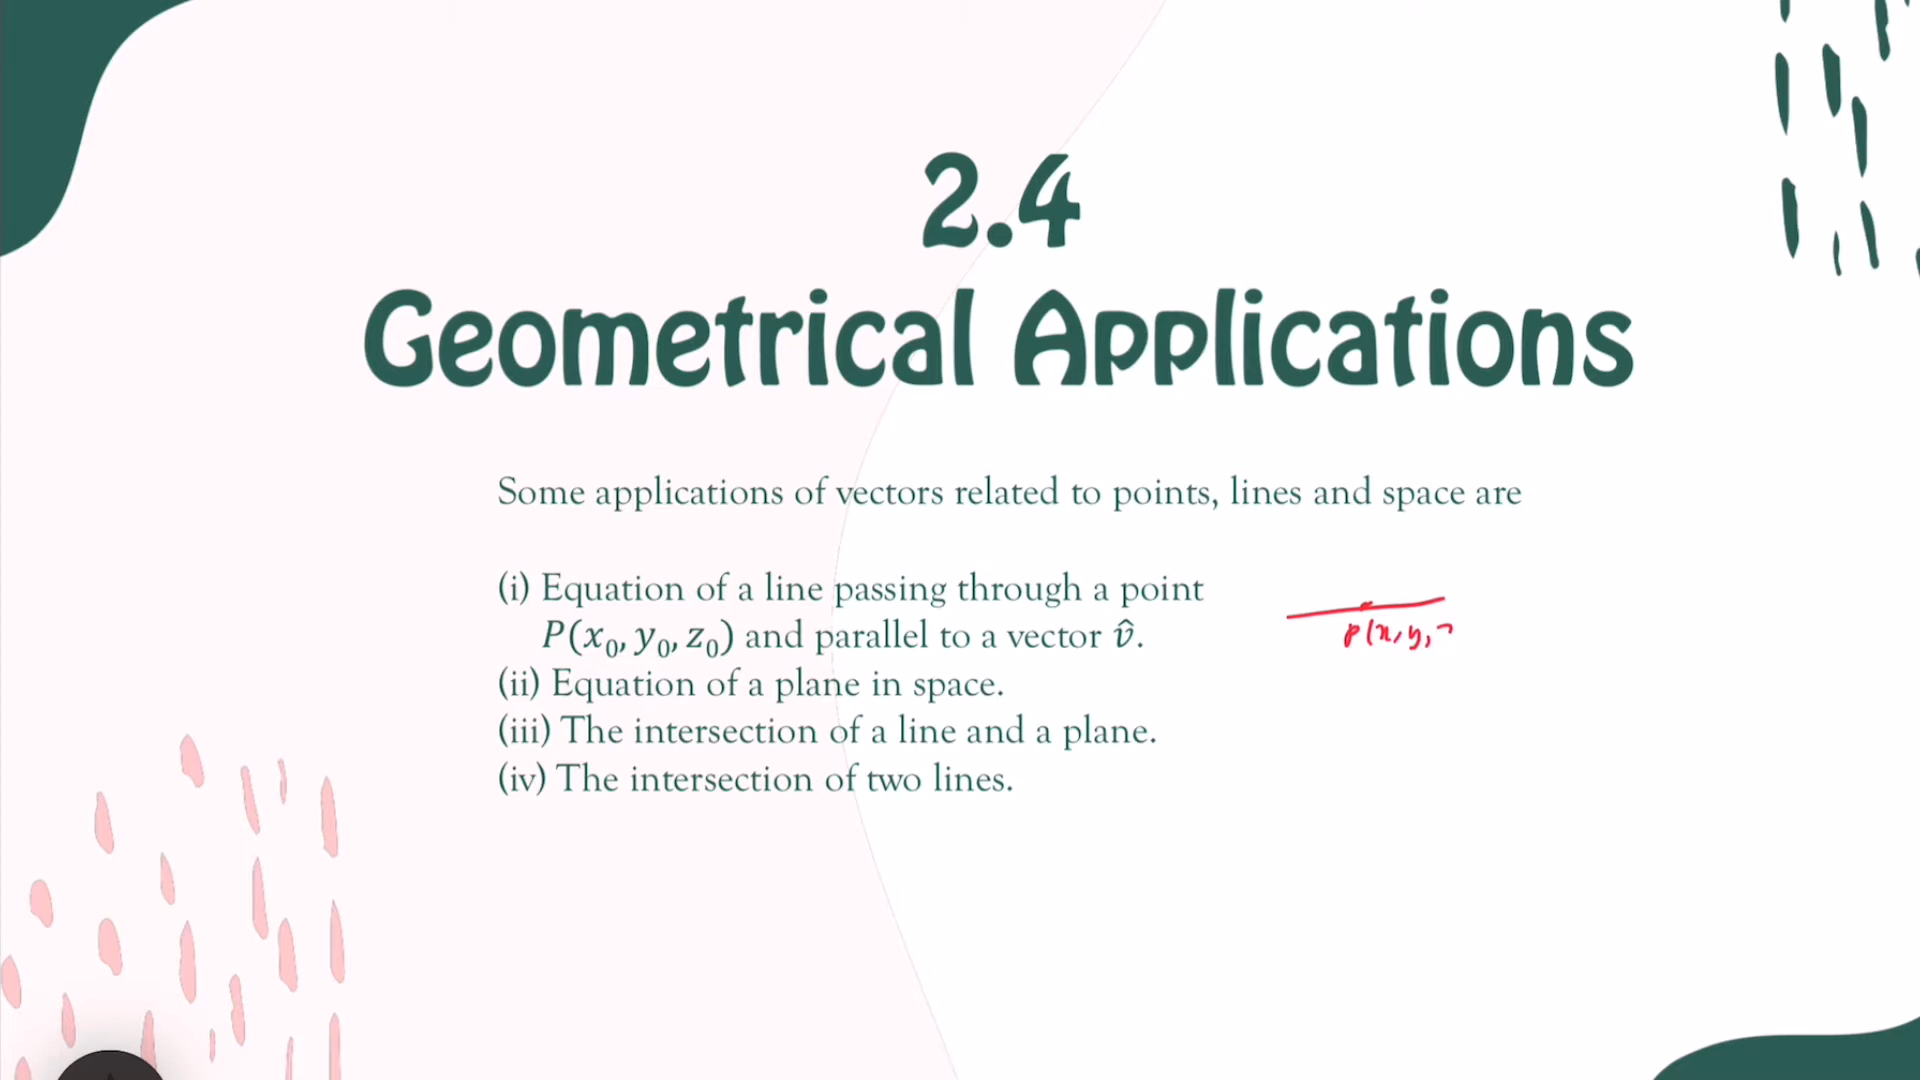 2.4
Geometrical Applications
Some applications of vectors related to points, lines and space are
(i) Equation of a line passing through a point
P(x₀, y₀, z₀) and parallel to a vector v̂.
P(x, y,
(ii) Equation of a plane in space.
(iii) The intersection of a line and a plane.
(iv) The intersection of two lines.